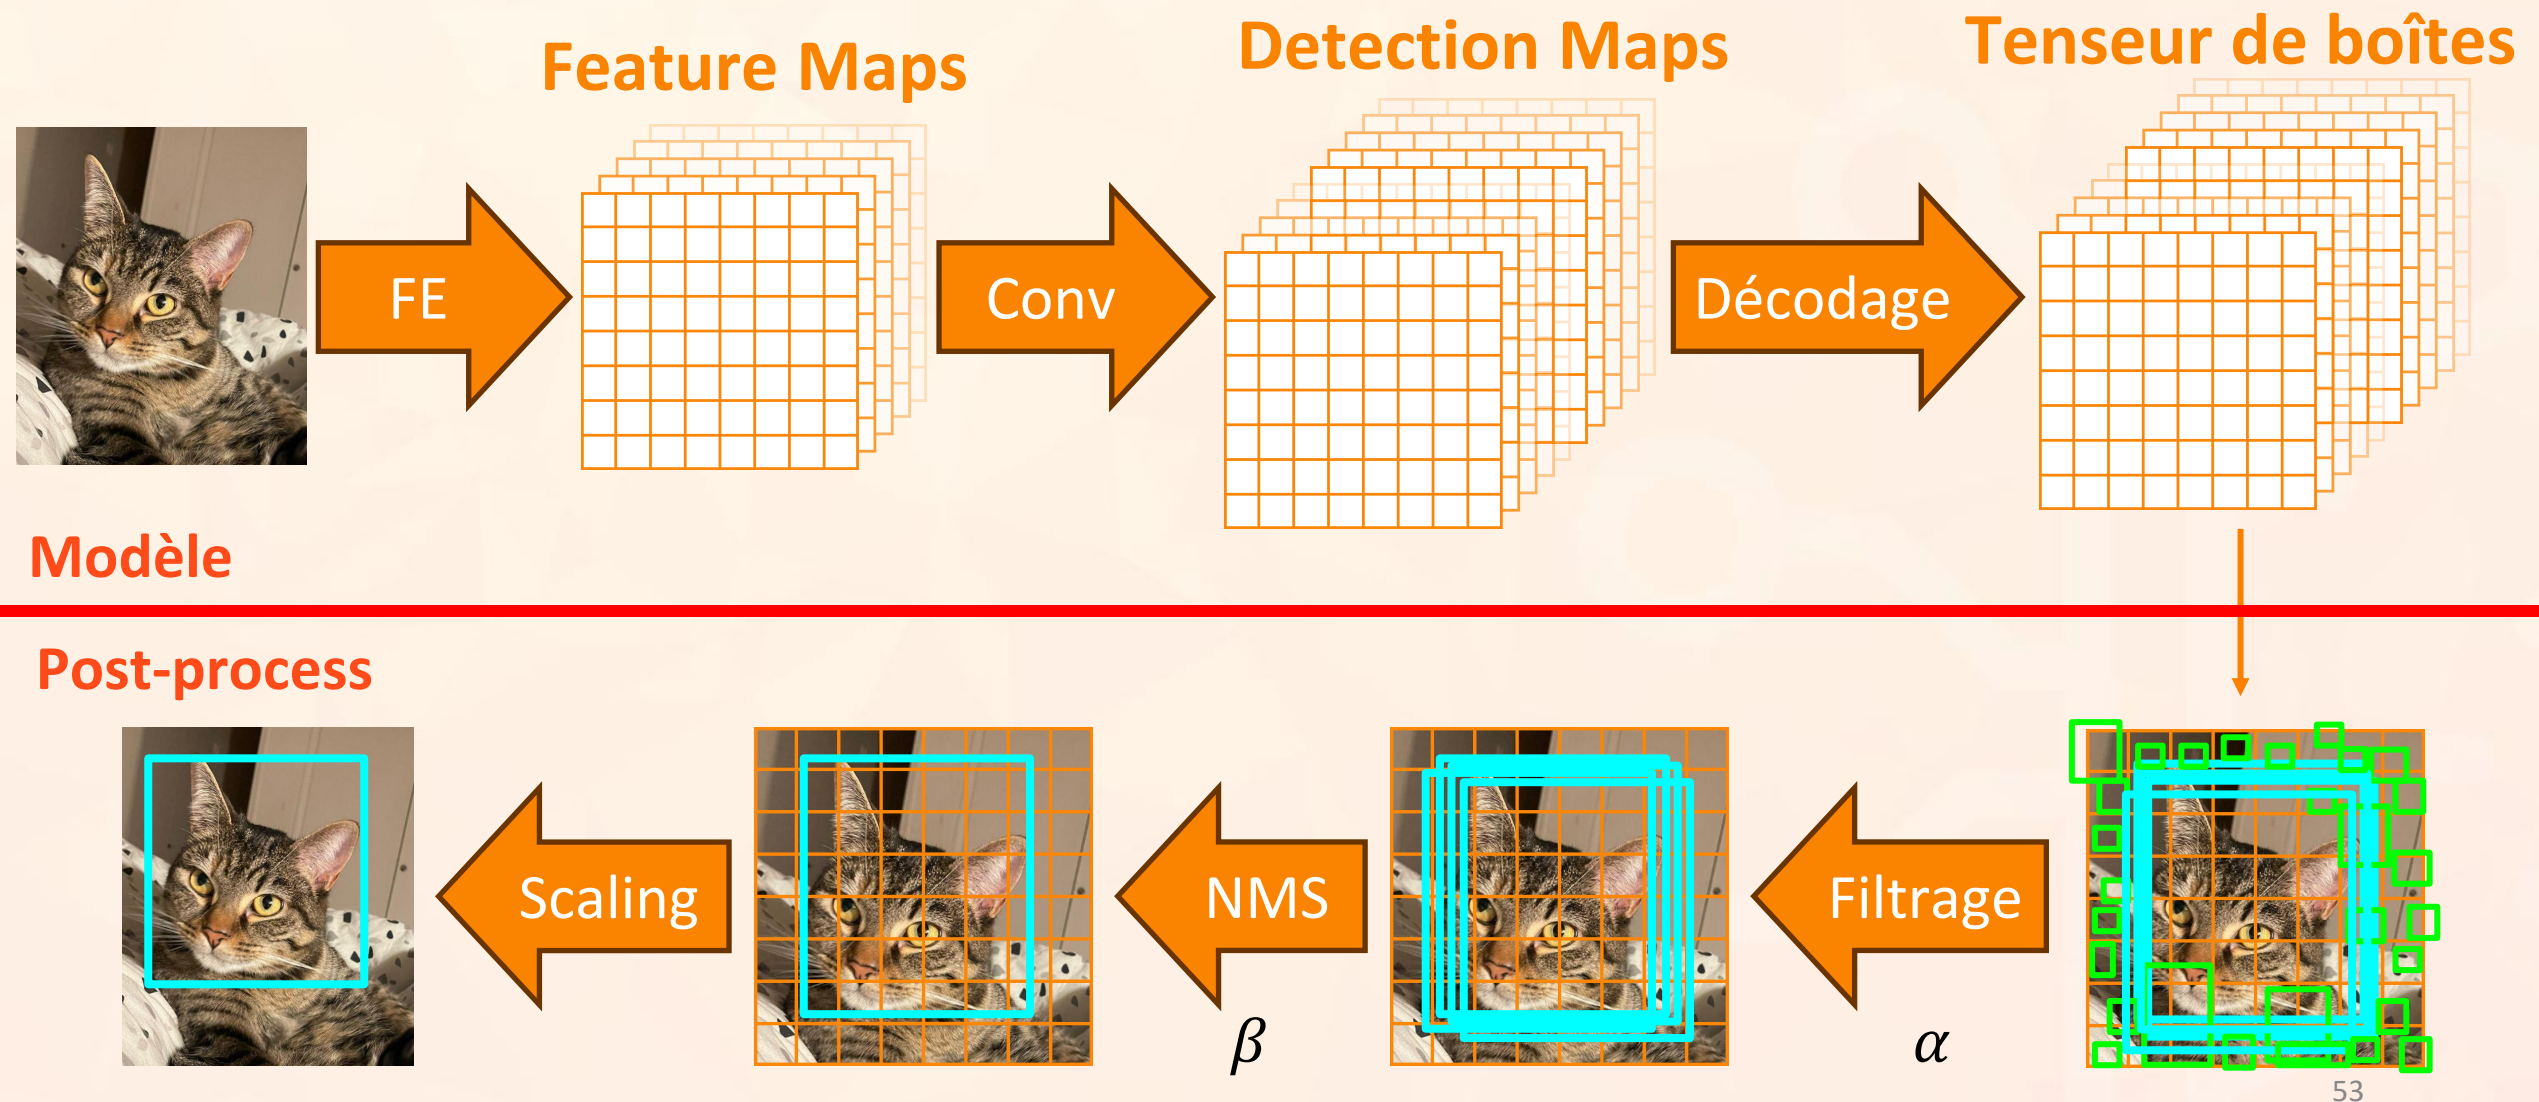 Feature Maps
Detection Maps
Tenseur de boîtes
FE
Conv
Décodage
Modèle
Post-process
Scaling
NMS
Filtrage
β
α
53